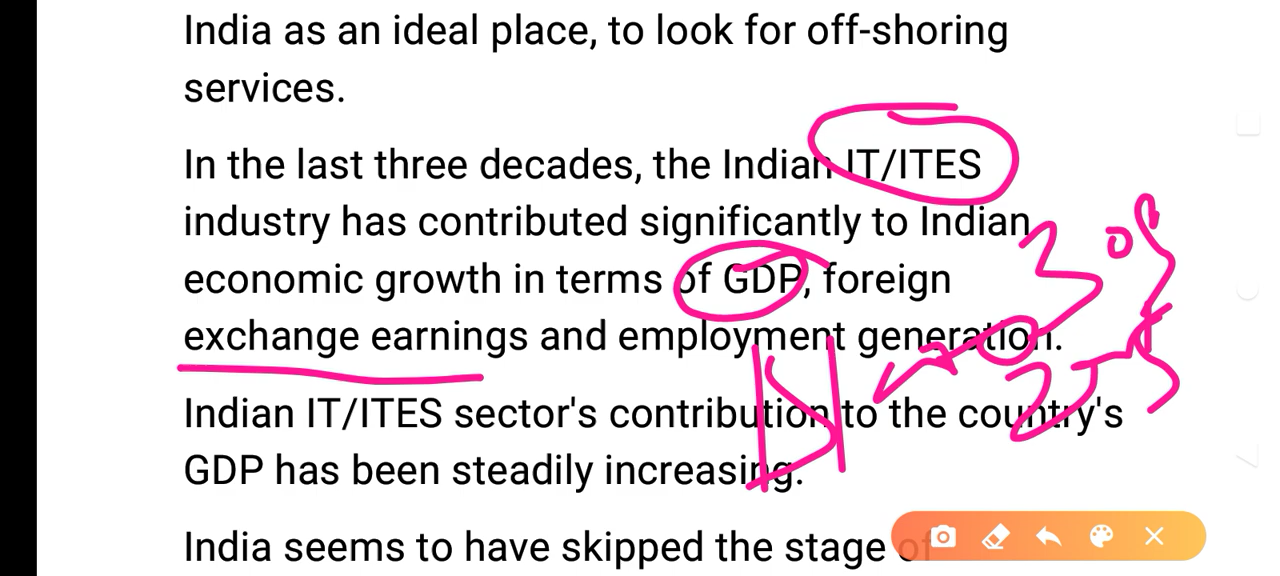 India as an ideal place, to look for off-shoring
services.
In the last three decades, the Indian IT/ITES
industry has contributed significantly to Indian
economic growth in terms of GDP, foreign
exchange earnings and employment generation.
Indian IT/ITES sector's contribution to the country's
GDP has been steadily increasing.
India seems to have skipped the stage of